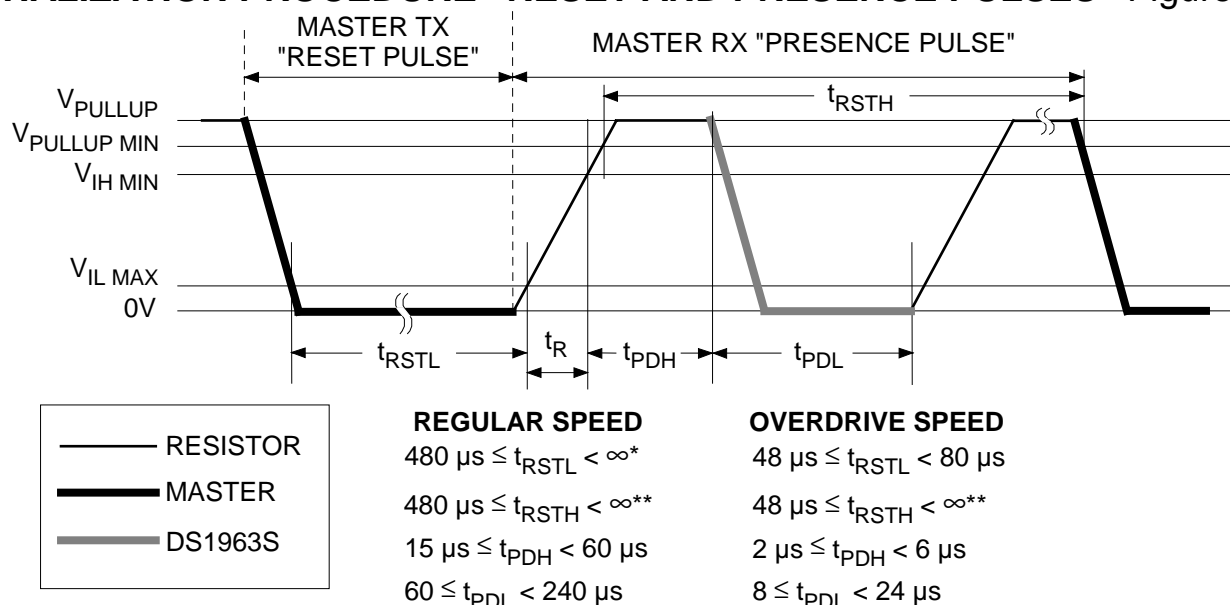 MASTER TX
"RESET PULSE"
MASTER RX "PRESENCE PULSE"
VPULLUP
VPULLUP MIN
VIH MIN
VIL MAX
0V
tRSTH
tRSTL
tR
tPDH
tPDL
RESISTOR
MASTER
DS1963S
REGULAR SPEED
480 µs ≤ tRSTL < ∞*
480 µs ≤ tRSTH < ∞**
15 µs ≤ tPDH < 60 µs
60 ≤ tPDL < 240 µs
OVERDRIVE SPEED
48 µs ≤ tRSTL < 80 µs
48 µs ≤ tRSTH < ∞**
2 µs ≤ tPDH < 6 µs
8 ≤ tPDL < 24 µs